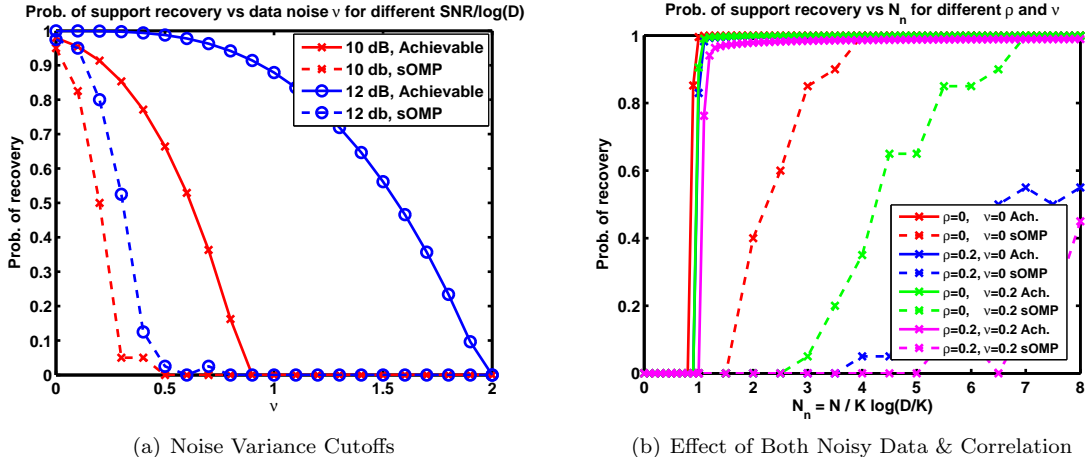 Prob. of support recovery vs data noise ν for different SNR/log(D)
1
0.9
0.8
0.7
0.6
0.5
0.4
0.3
0.2
0.1
0
Prob. of recovery
10 dB, Achievable
10 db, sOMP
12 dB, Achievable
12 db, sOMP
0 0.5 1 1.5 2
ν
(a) Noise Variance Cutoffs
Prob. of support recovery vs N_n for different ρ and ν
1
0.8
0.6
0.4
0.2
0
Prob. of recovery
ρ=0, ν=0 Ach.
ρ=0, ν=0 sOMP
ρ=0.2, ν=0 Ach.
ρ=0.2, ν=0 sOMP
ρ=0, ν=0.2 Ach.
ρ=0, ν=0.2 sOMP
ρ=0.2, ν=0.2 Ach.
ρ=0.2, ν=0.2 sOMP
0 1 2 3 4 5 6 7 8
N_n = N / K log(D/K)
(b) Effect of Both Noisy Data & Correlation